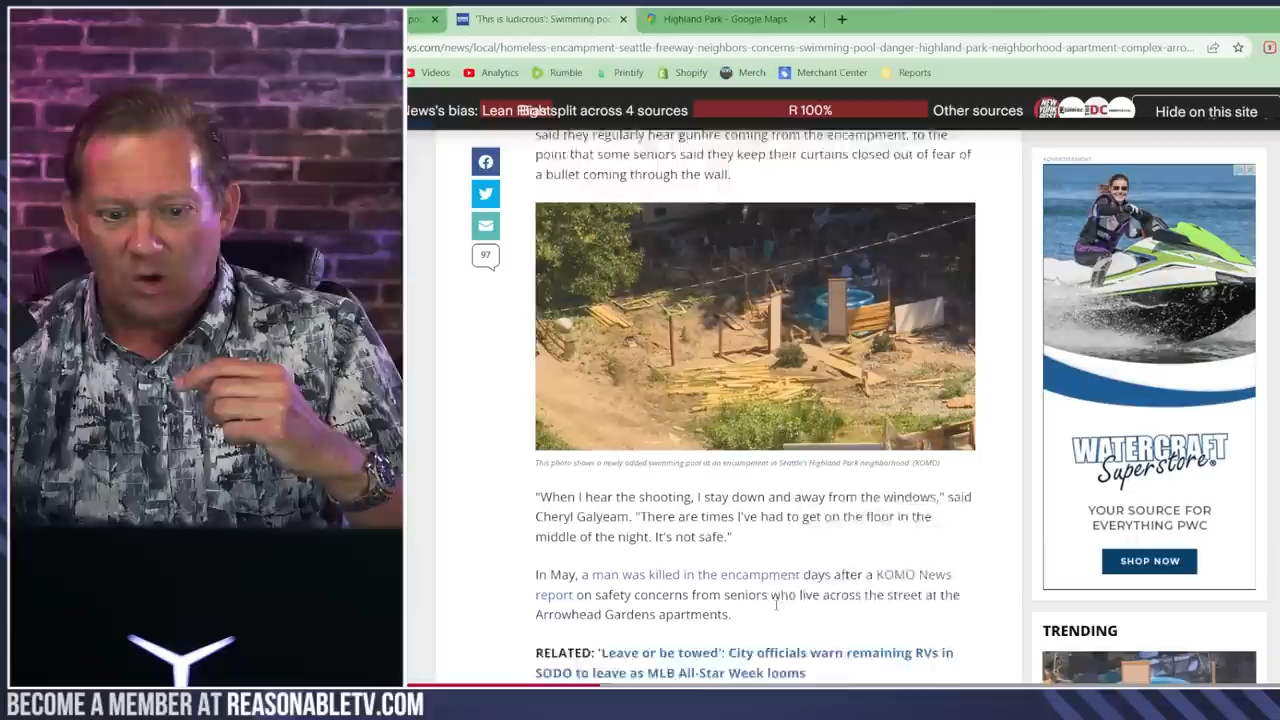 'This is ludicrous': Swimming poo
Highland Park - Google Maps
ws.com/news/local/homeless-encampment-seattle-freeway-neighbors-concerns-swimming-pool-danger-highland-park-neighborhood-apartment-complex-arro...
Videos
Analytics
Rumble
Printify
Shopify
Merch
Merchant Center
Reports
News's bias: Lean Right
split across 4 sources
R 100%
Other sources
Hide on this site
said they regularly hear gunfire coming from the encampment, to the
point that some seniors said they keep their curtains closed out of fear of
a bullet coming through the wall.
97
This photo shows a newly added swimming pool at an encampment in Seattle's Highland Park neighborhood. (KOMO)
"When I hear the shooting, I stay down and away from the windows," said
Cheryl Galyeam. "There are times I've had to get on the floor in the
middle of the night. It's not safe."
In May, a man was killed in the encampment days after a KOMO News
report on safety concerns from seniors who live across the street at the
Arrowhead Gardens apartments.
RELATED: 'Leave or be towed': City officials warn remaining RVs in
SODO to leave as MLB All-Star Week looms
ADVERTISEMENT
WATERCRAFT
Superstore
YOUR SOURCE FOR
EVERYTHING PWC
SHOP NOW
TRENDING
BECOME A MEMBER AT REASONABLETV.COM